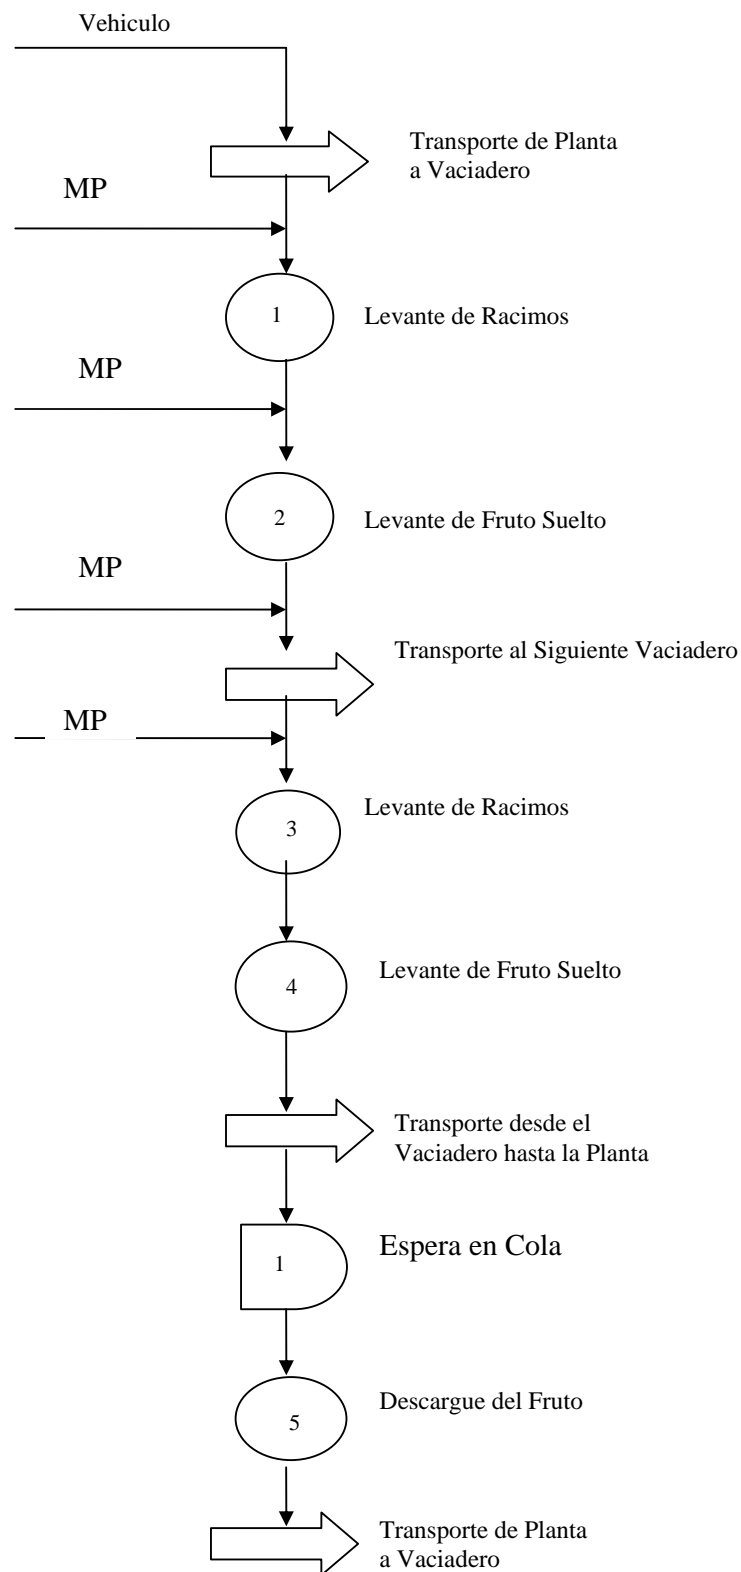 Vehiculo
Transporte de Planta
a Vaciadero
MP
1
Levante de Racimos
MP
2
Levante de Fruto Suelto
MP
Transporte al Siguiente Vaciadero
MP
3
Levante de Racimos
4
Levante de Fruto Suelto
Transporte desde el
Vaciadero hasta la Planta
1
Espera en Cola
5
Descargue del Fruto
Transporte de Planta
a Vaciadero